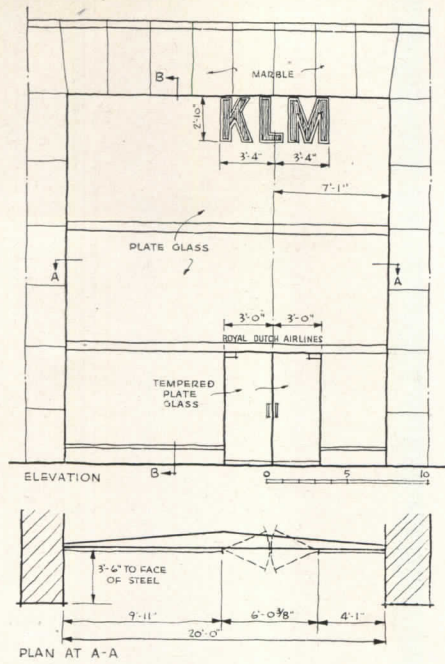 B
MARBLE
2'-10"
KLM
3'-4" 3'-4"
7'-1"
PLATE GLASS
A A
3'-0" 3'-0"
ROYAL DUTCH AIRLINES
TEMPERED
PLATE
GLASS
B
ELEVATION
0 5 10
3'-6" TO FACE
OF STEEL
9'-11" 6'-0 3/8" 4'-1"
20'-0"
PLAN AT A-A